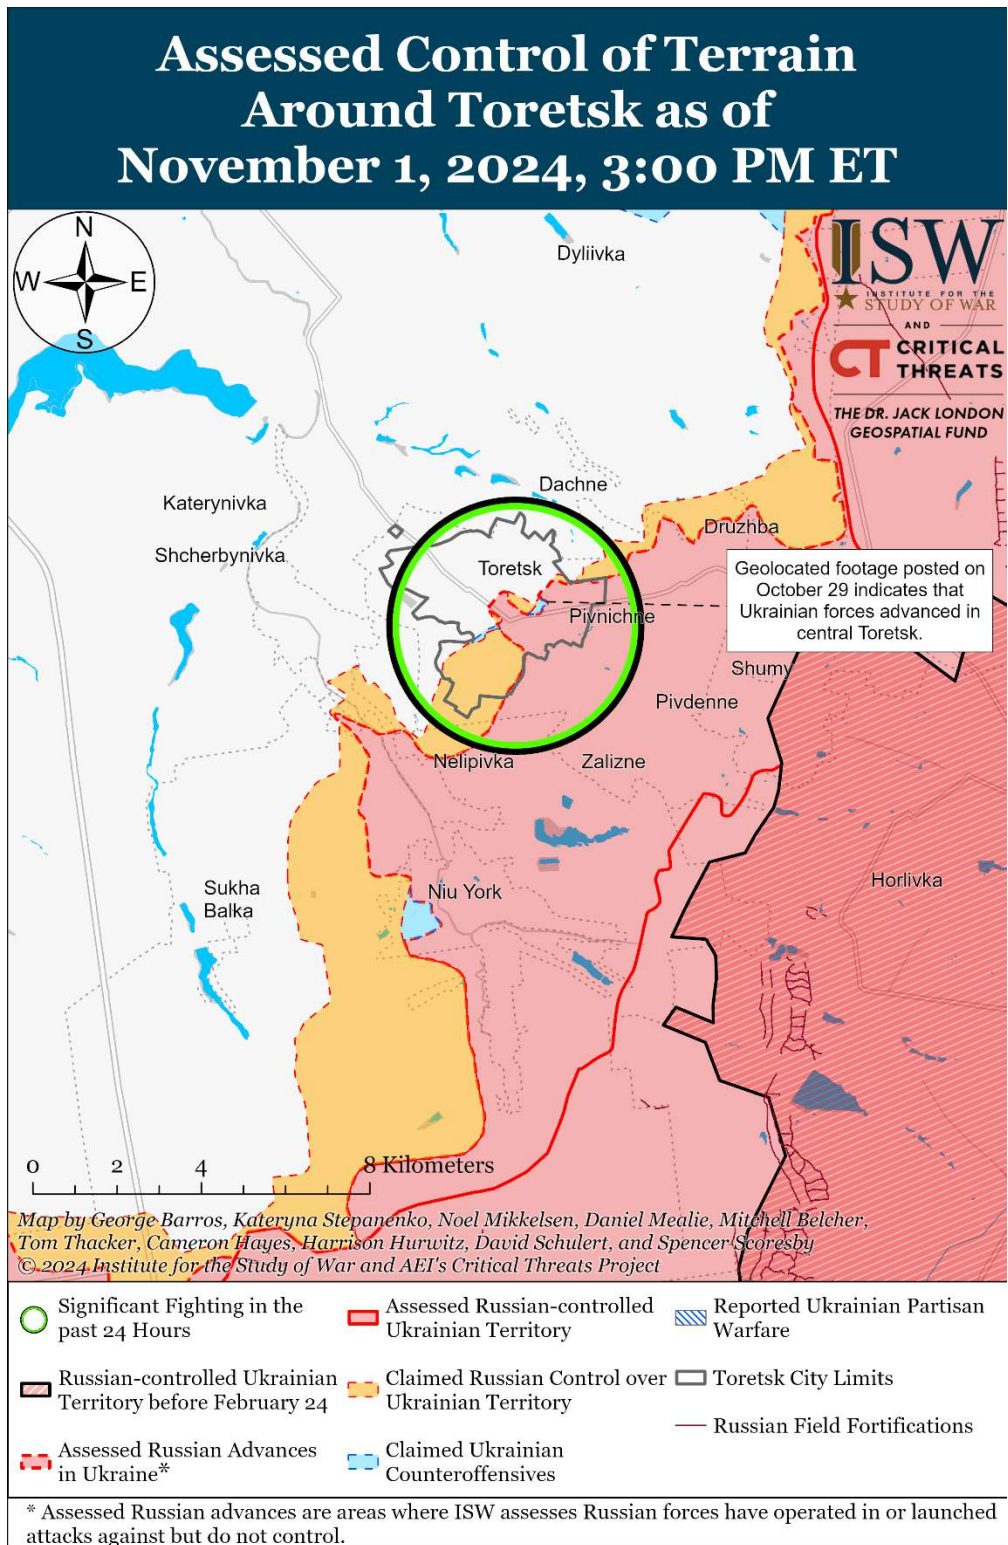 Assessed Control of Terrain
Around Toretsk as of
November 1, 2024, 3:00 PM ET
N
W
E
S
Dyliivka
ISW
INSTITUTE FOR THE
STUDY OF WAR
AND
CT CRITICAL
THREATS
THE DR. JACK LONDON
GEOSPATIAL FUND
Katerynivka
Dachne
Druzhba
Shcherbynivka
Toretsk
Geolocated footage posted on
October 29 indicates that
Ukrainian forces advanced in
central Toretsk.
Pivnichne
Shumy
Pivdenne
Nelipivka
Zalizne
Horlivka
Sukha
Balka
Niu York
0 2 4 8 Kilometers
Map by George Barros, Kateryna Stepanenko, Noel Mikkelsen, Daniel Mealie, Mitchell Belcher,
Tom Thacker, Cameron Hayes, Harrison Hurwitz, David Schulert, and Spencer Scoresby
© 2024 Institute for the Study of War and AEI's Critical Threats Project
Significant Fighting in the
past 24 Hours
Russian-controlled Ukrainian
Territory before February 24
Assessed Russian Advances
in Ukraine*
Assessed Russian-controlled
Ukrainian Territory
Claimed Russian Control over
Ukrainian Territory
Claimed Ukrainian
Counteroffensives
Reported Ukrainian Partisan
Warfare
Toretsk City Limits
Russian Field Fortifications
* Assessed Russian advances are areas where ISW assesses Russian forces have operated in or launched
attacks against but do not control.